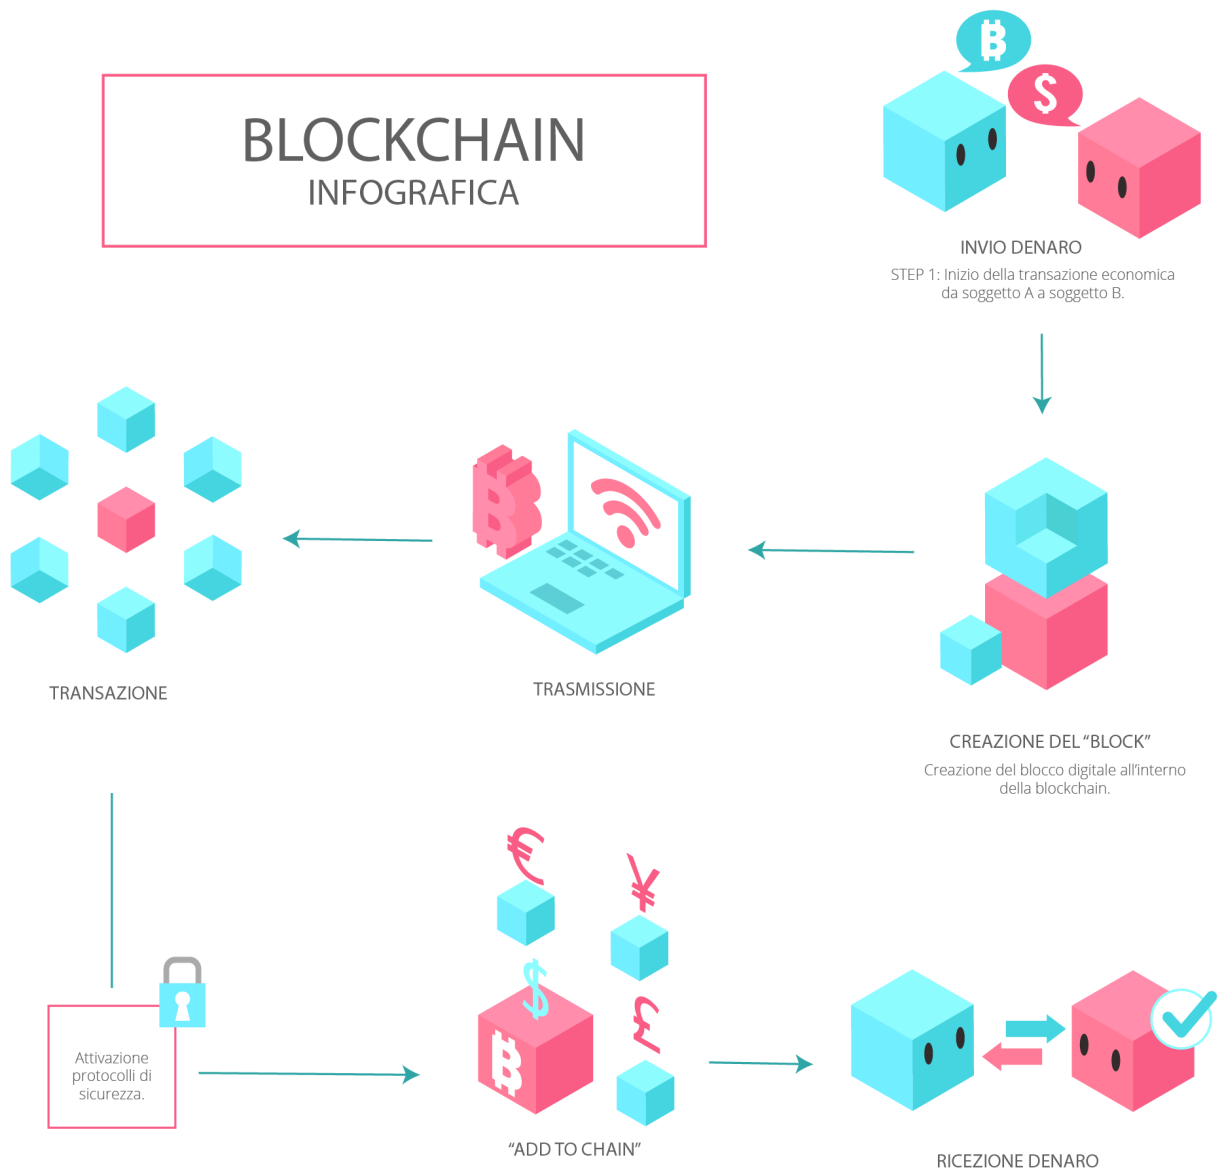 BLOCKCHAIN
INFOGRAFICA
INVIO DENARO
STEP 1: Inizio della transazione economica
da soggetto A a soggetto B.
CREAZIONE DEL “BLOCK”
Creazione del blocco digitale all’interno
della blockchain.
TRASMISSIONE
TRANSAZIONE
Attivazione
protocolli di
sicurezza.
“ADD TO CHAIN”
RICEZIONE DENARO